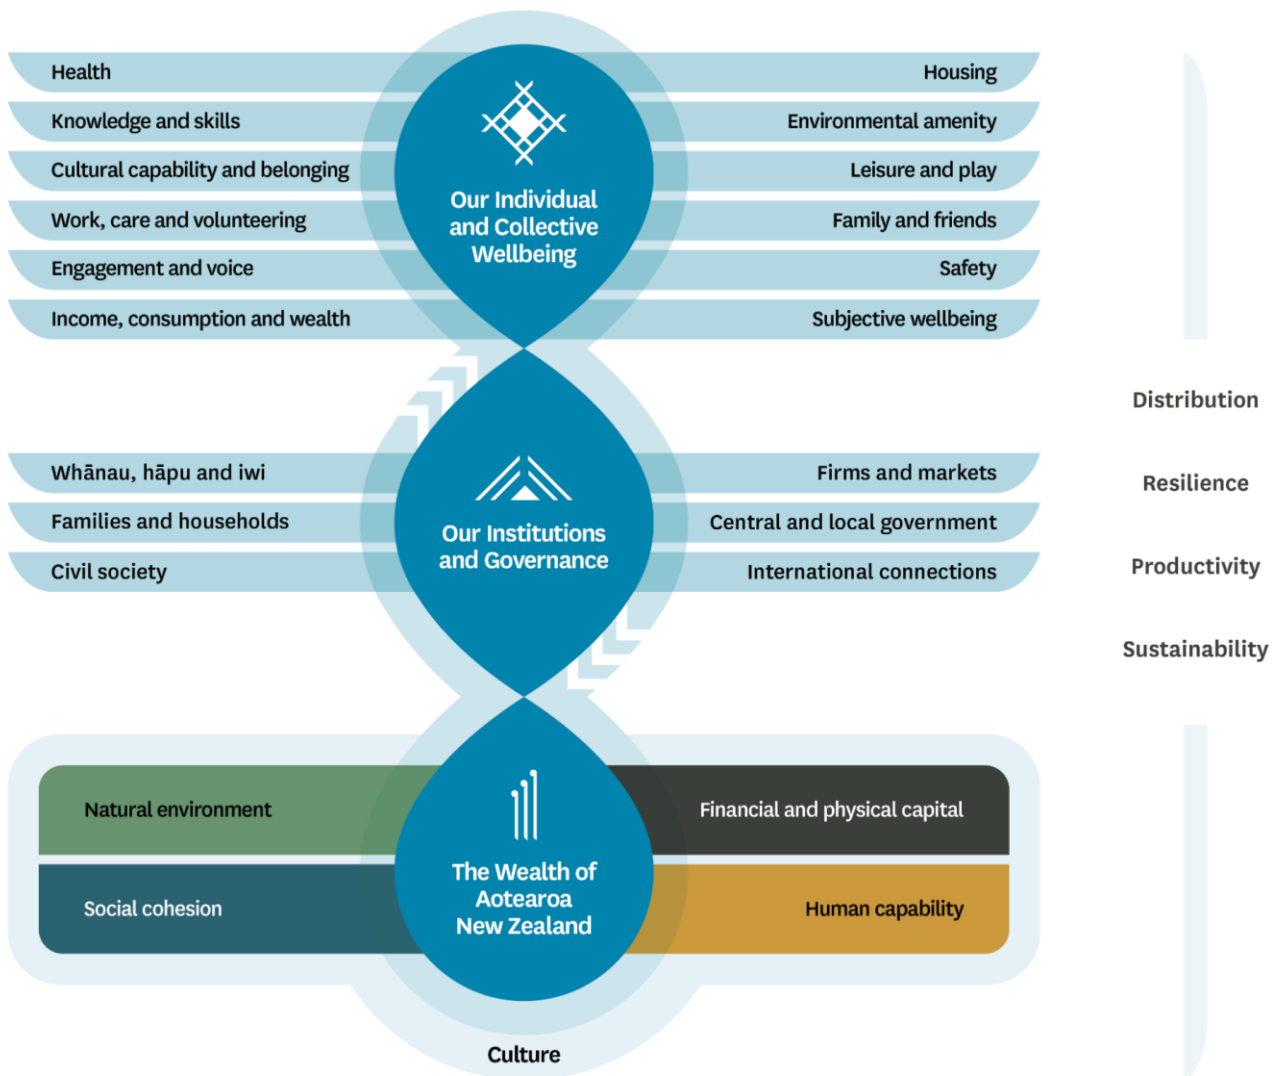 Health
Knowledge and skills
Cultural capability and belonging
Work, care and volunteering
Engagement and voice
Income, consumption and wealth
Our Individual
and Collective
Wellbeing
Housing
Environmental amenity
Leisure and play
Family and friends
Safety
Subjective wellbeing
Whānau, hāpu and iwi
Families and households
Civil society
Our Institutions
and Governance
Firms and markets
Central and local government
International connections
Natural environment
Social cohesion
The Wealth of
Aotearoa
New Zealand
Financial and physical capital
Human capability
Culture
Distribution
Resilience
Productivity
Sustainability